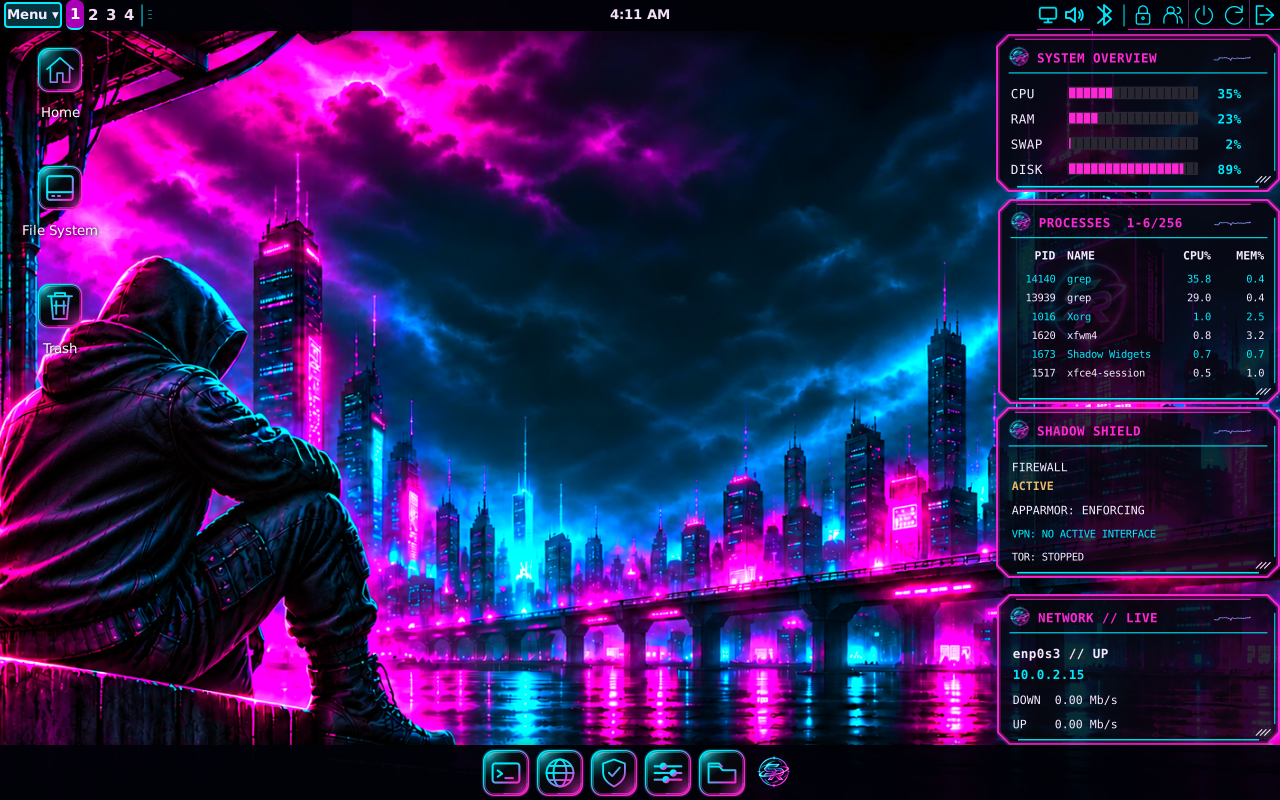 Menu ▾ 1 2 3 4
4:11 AM
Home
File System
Trash
SYSTEM OVERVIEW
CPU 35%
RAM 23%
SWAP 2%
DISK 89%
PROCESSES 1-6/256
PID NAME CPU% MEM%
14140 grep 35.8 0.4
13939 grep 29.0 0.4
1016 Xorg 1.0 2.5
1620 xfwm4 0.8 3.2
1673 Shadow Widgets 0.7 0.7
1517 xfce4-session 0.5 1.0
SHADOW SHIELD
FIREWALL
ACTIVE
APPARMOR: ENFORCING
VPN: NO ACTIVE INTERFACE
TOR: STOPPED
NETWORK // LIVE
enp0s3 // UP
10.0.2.15
DOWN 0.00 Mb/s
UP 0.00 Mb/s